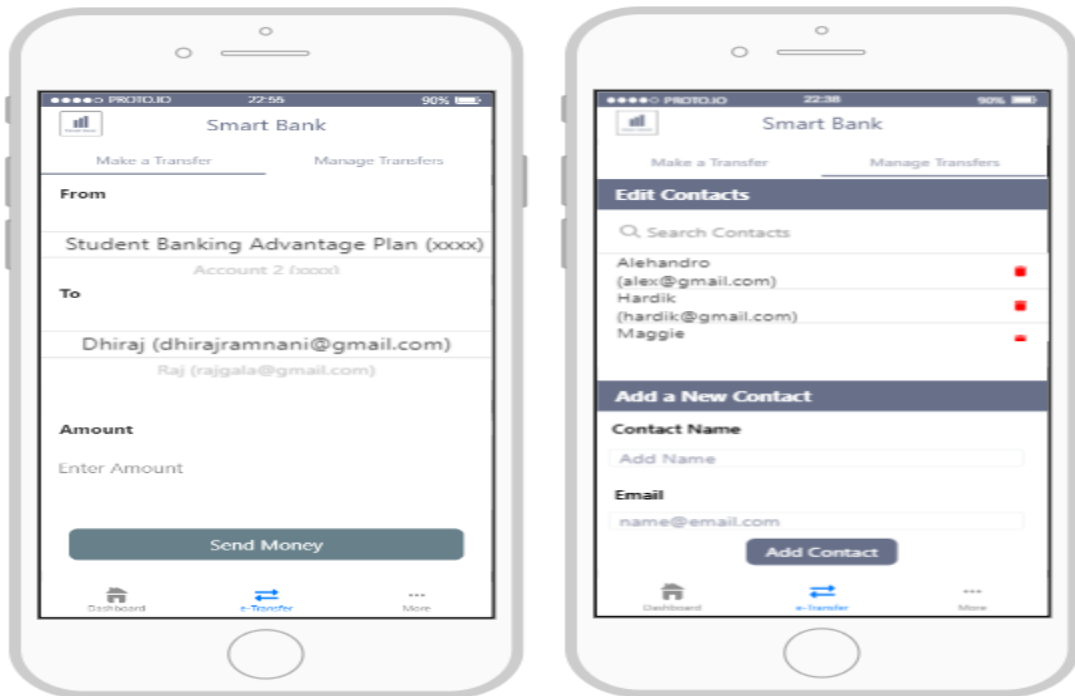 PROTO.IO 22:55 90%
Smart Bank
Make a Transfer Manage Transfers
From
Student Banking Advantage Plan (xxxx)
Account 2 (xxxx)
To
Dhiraj (dhirajramnani@gmail.com)
Raj (rajgala@gmail.com)
Amount
Enter Amount
Send Money
Dashboard e-Transfer More
PROTO.IO 22:38 90%
Smart Bank
Make a Transfer Manage Transfers
Edit Contacts
Search Contacts
Alehandro
(alex@gmail.com)
Hardik
(hardik@gmail.com)
Maggie
Add a New Contact
Contact Name
Add Name
Email
name@email.com
Add Contact
Dashboard e-Transfer More